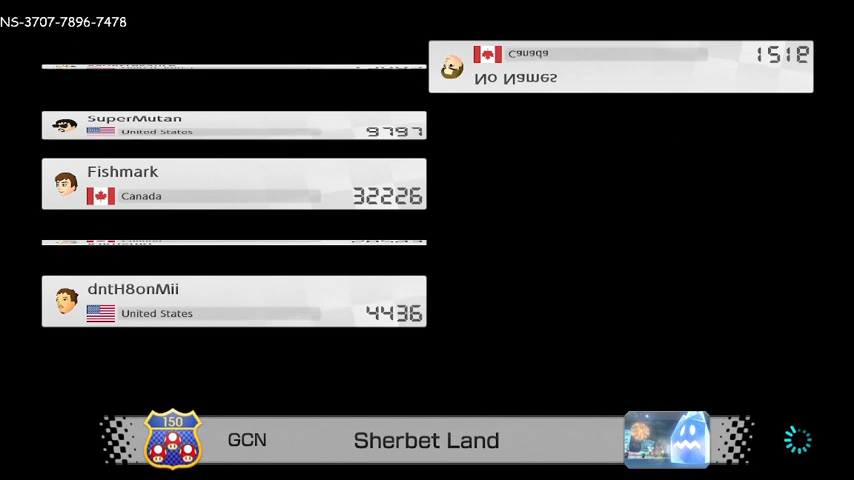 NS-3707-7896-7478
SuperMutan
United States
9797
Fishmark
Canada
32226
dntH8onMii
United States
4436
Canada
1518
No Names
150
GCN
Sherbet Land